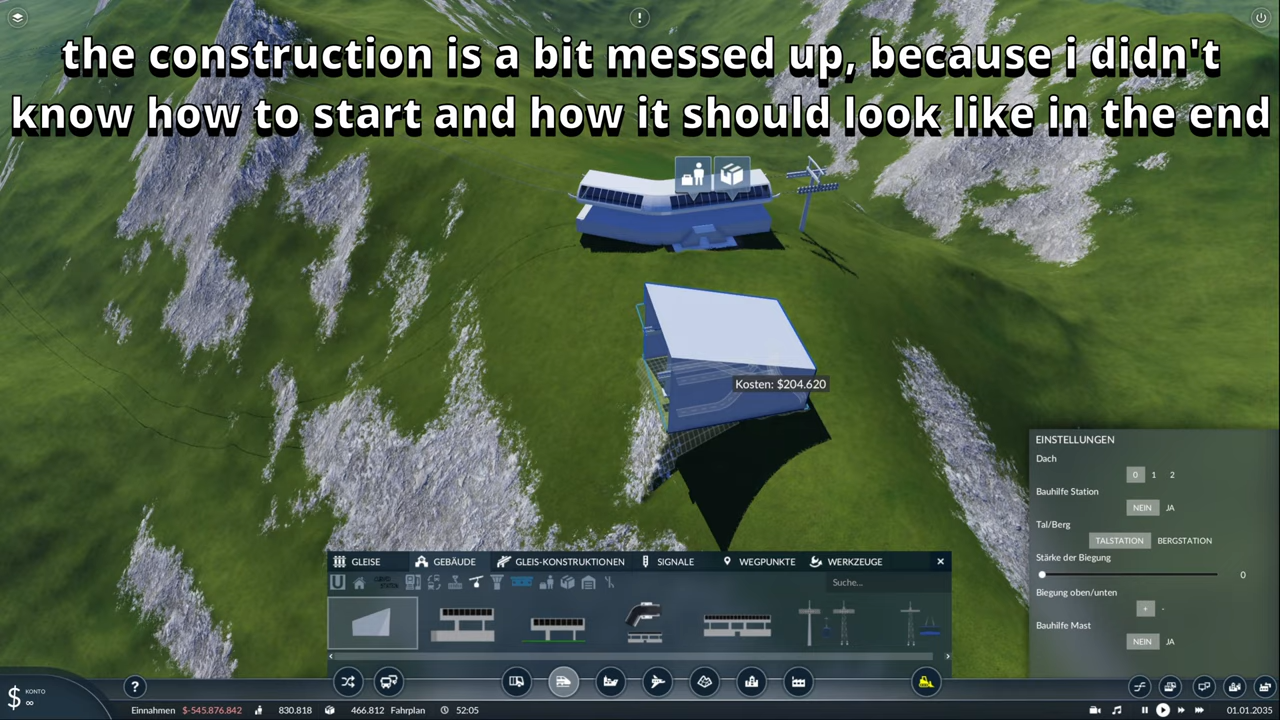 the construction is a bit messed up, because i didn't
know how to start and how it should look like in the end
Kosten: $204.620
EINSTELLUNGEN
Dach
0 1 2
Bauhilfe Station
NEIN JA
Tal/Berg
TALSTATION BERGSTATION
Stärke der Biegung
0
Biegung oben/unten
+ -
Bauhilfe Mast
NEIN JA
GLEISE GEBÄUDE GLEIS-KONSTRUKTIONEN SIGNALE WEGPUNKTE WERKZEUGE
Suche...
$ KONTO ∞
Einnahmen $-545.876.842 830.818 466.812 Fahrplan 52:05 01.01.2035